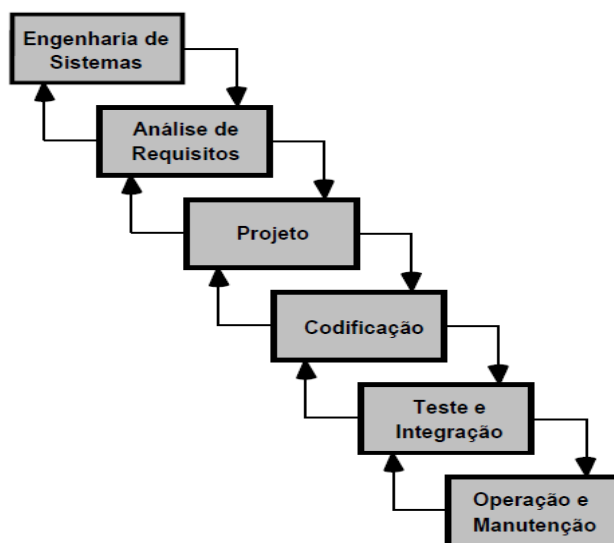 Engenharia de
Sistemas
Análise de
Requisitos
Projeto
Codificação
Teste e
Integração
Operação e
Manutenção